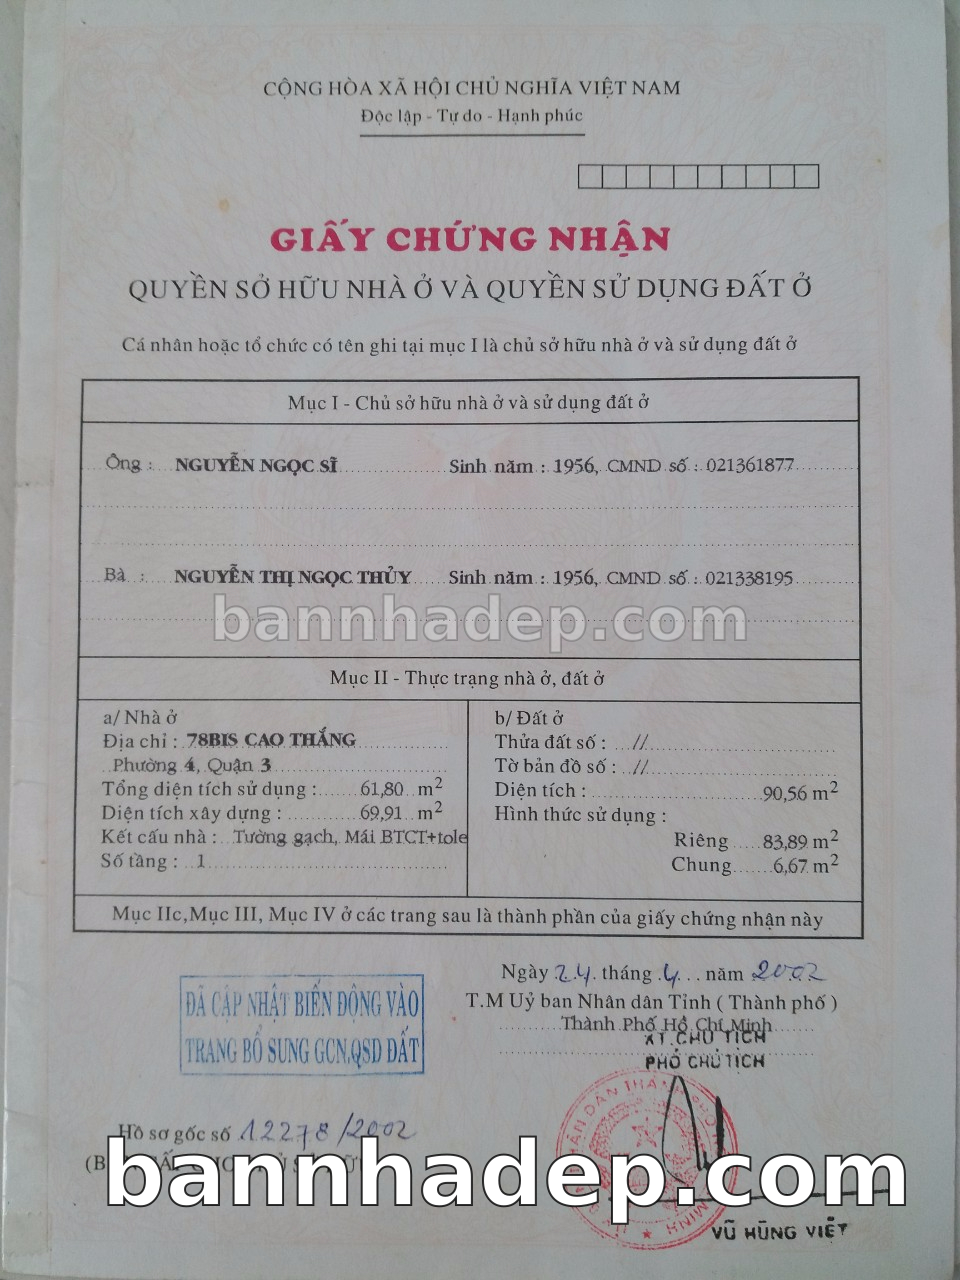 CỘNG HÒA XÃ HỘI CHỦ NGHĨA VIỆT NAM
Độc lập - Tự do - Hạnh phúc
GIẤY CHỨNG NHẬN
QUYỀN SỞ HỮU NHÀ Ở VÀ QUYỀN SỬ DỤNG ĐẤT Ở
Cá nhân hoặc tổ chức có tên ghi tại mục I là chủ sở hữu nhà ở và sử dụng đất ở
Mục I - Chủ sở hữu nhà ở và sử dụng đất ở
Ông : NGUYỄN NGỌC SĨ Sinh năm : 1956, CMND số : 021361877
Bà : NGUYỄN THỊ NGỌC THỦY Sinh năm : 1956, CMND số : 021338195
bannhadep.com
Mục II - Thực trạng nhà ở, đất ở
a/ Nhà ở
Địa chỉ : 78BIS CAO THẮNG
Phường 4, Quận 3
Tổng diện tích sử dụng : 61,80 m2
Diện tích xây dựng : 69,91 m2
Kết cấu nhà : Tường gạch, Mái BTCT+tole
Số tầng : 1
b/ Đất ở
Thửa đất số : //
Tờ bản đồ số : //
Diện tích : 90,56 m2
Hình thức sử dụng :
Riêng 83,89 m2
Chung 6,67 m2
Mục IIc, Mục III, Mục IV ở các trang sau là thành phần của giấy chứng nhận này
Ngày 24 tháng 4 năm 2002
T.M Uỷ ban Nhân dân Tỉnh ( Thành phố )
Thành Phố Hồ Chí Minh
KT. CHỦ TỊCH
PHÓ CHỦ TỊCH
ĐÃ CẬP NHẬT BIẾN ĐỘNG VÀO
TRANG BỔ SUNG GCN,QSD ĐẤT
Hồ sơ gốc số 12278/2002
bannhadep.com
VŨ HÙNG VIỆT